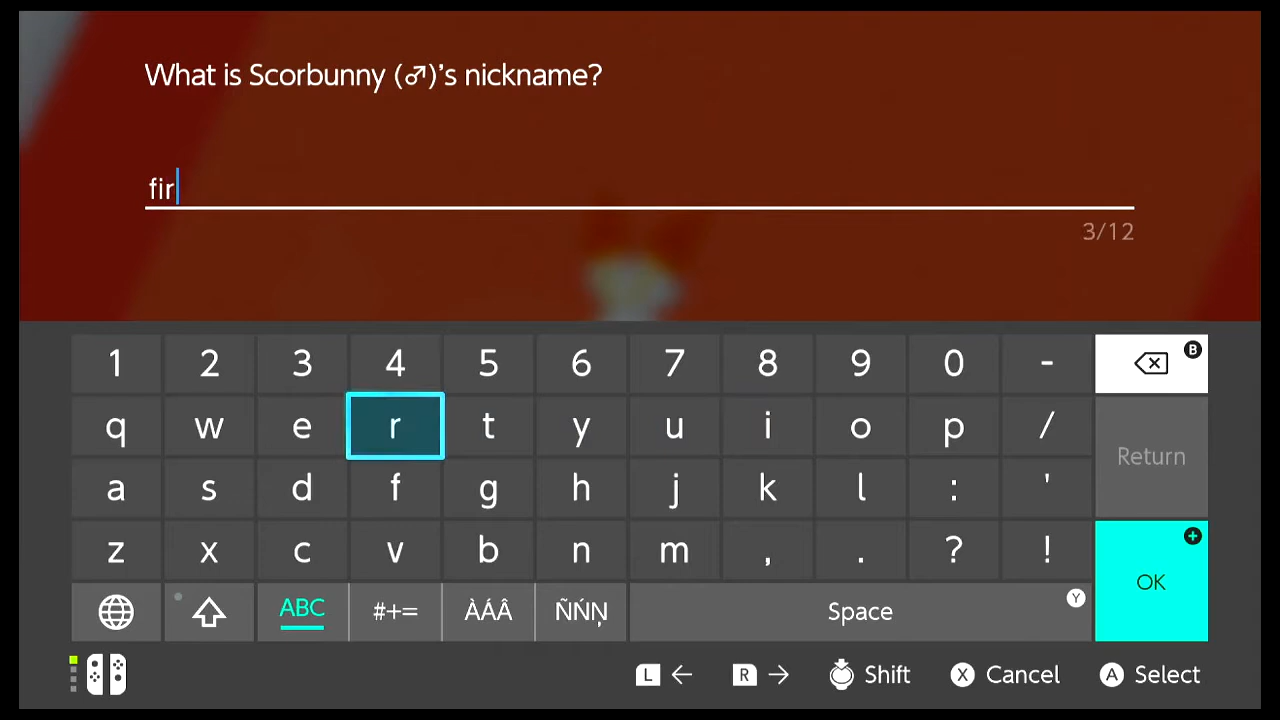 What is Scorbunny (♂)'s nickname?
fir
3/12
1 2 3 4 5 6 7 8 9 0 - B
q w e r t y u i o p / Return
a s d f g h j k l : '
z x c v b n m , . ? ! + OK
ABC #+= ÀÁÂ ÑŃŅ Space Y
L ← R → Shift X Cancel A Select